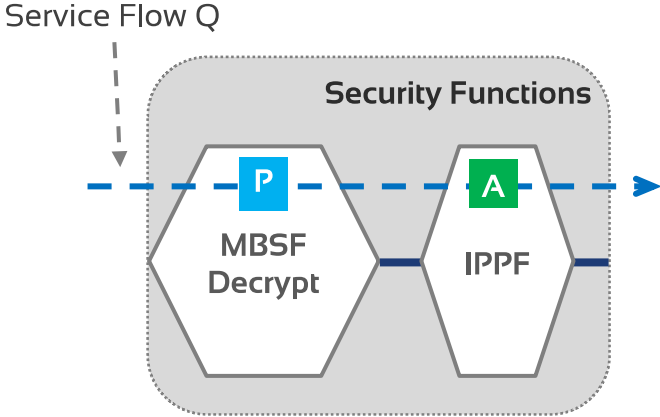 Service Flow Q
Security Functions
P
A
MBSF
Decrypt
IPPF